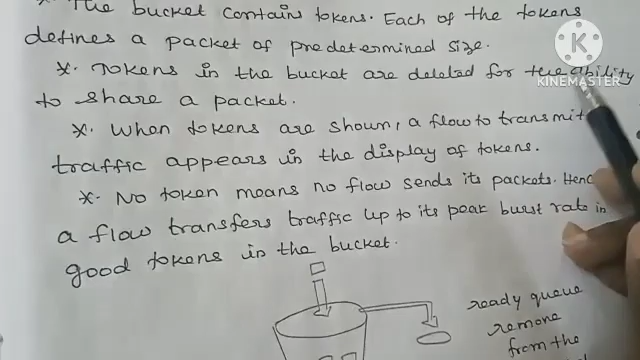 * The bucket contains tokens. Each of the tokens
defines a packet of predetermined size.
* Tokens in the bucket are deleted for the ability
to share a packet.
* When tokens are shown, a flow to transmit
traffic appears in the display of tokens.
* No token means no flow sends its packets. Henc
a flow transfers traffic up to its peak burst rate in
good tokens in the bucket.
ready queue
remone
from the
KINEMASTER